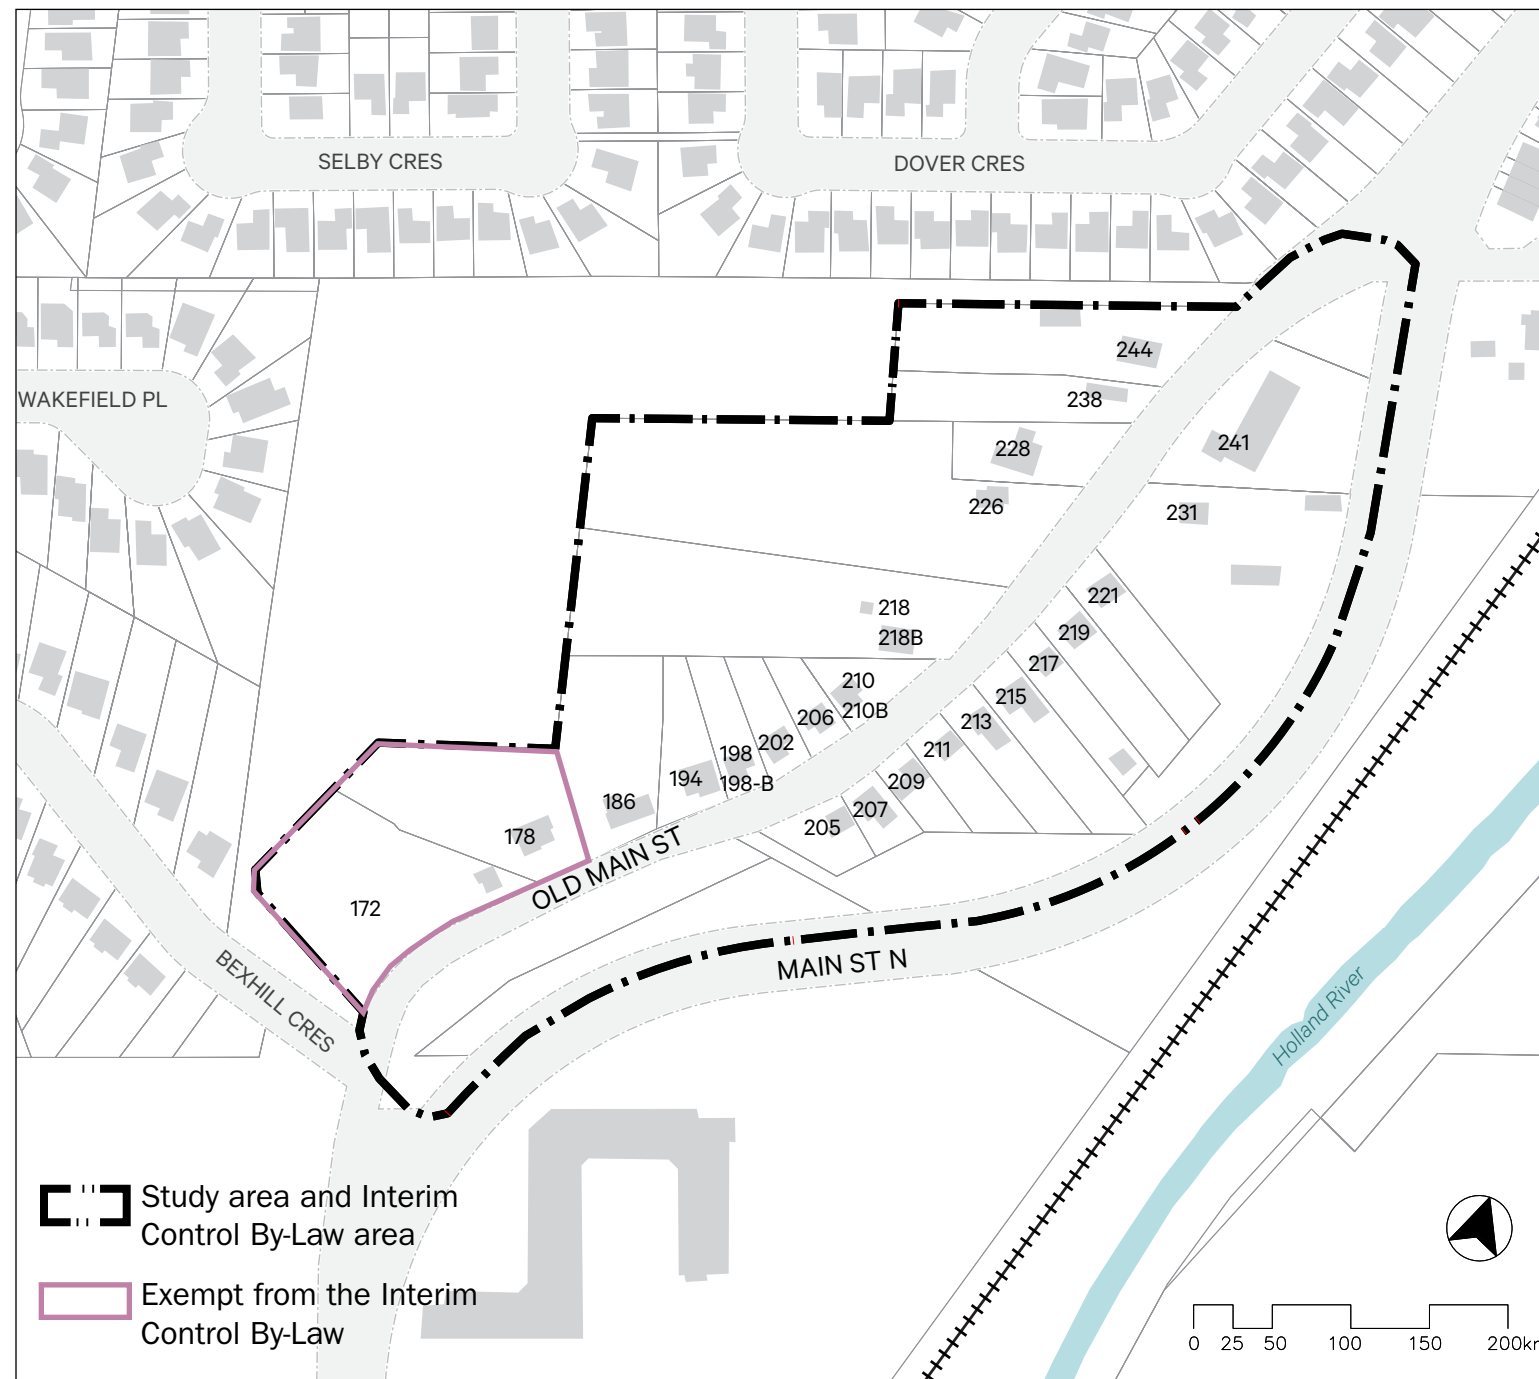 SELBY CRES
DOVER CRES
WAKEFIELD PL
244
238
228
241
226
231
221
218
219
218B
217
210
215
210B
206
213
202
211
198
198-B
194
209
186
207
205
178
OLD MAIN ST
172
MAIN ST N
BEXHILL CRES
Holland River
Study area and Interim
Control By-Law area
Exempt from the Interim
Control By-Law
0 25 50 100 150 200k